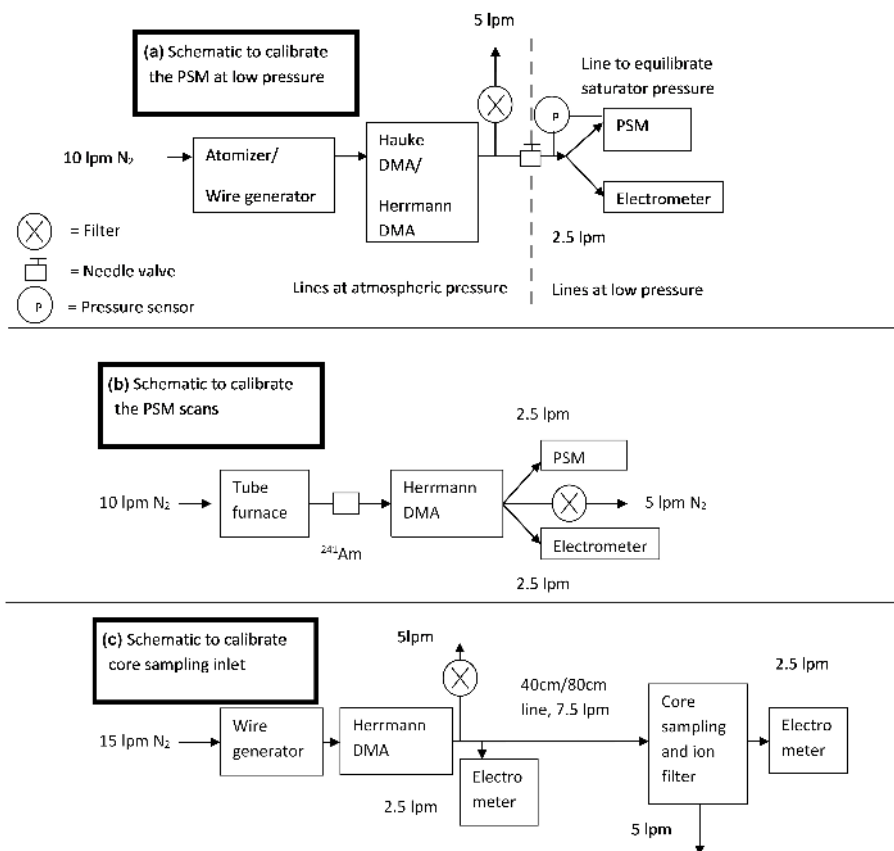 (a) Schematic to calibrate
the PSM at low pressure
5 lpm
Line to equilibrate
saturator pressure
10 lpm N₂
Atomizer/
Wire generator
Hauke
DMA/
Herrmann
DMA
P
PSM
Electrometer
2.5 lpm
= Filter
= Needle valve
P
= Pressure sensor
Lines at atmospheric pressure
Lines at low pressure
(b) Schematic to calibrate
the PSM scans
2.5 lpm
10 lpm N₂
Tube
furnace
²⁴¹Am
Herrmann
DMA
PSM
5 lpm N₂
Electrometer
2.5 lpm
(c) Schematic to calibrate
core sampling inlet
5lpm
40cm/80cm
line, 7.5 lpm
2.5 lpm
15 lpm N₂
Wire
generator
Herrmann
DMA
Electro
meter
2.5 lpm
Core
sampling
and ion
filter
Electro
meter
5 lpm